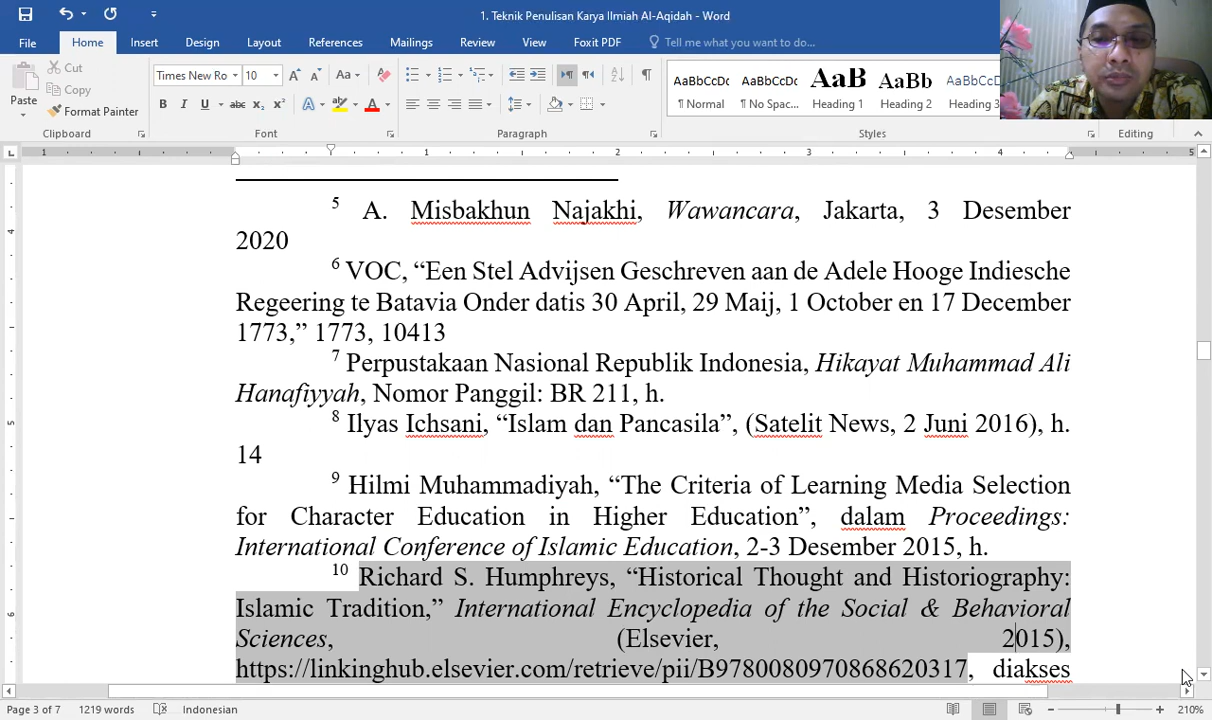 1. Teknik Penulisan Karya Ilmiah Al-Aqidah - Word
File Home Insert Design Layout References Mailings Review View Foxit PDF Tell me what you want to do...
Paste
Cut
Copy
Format Painter
Clipboard
Times New Ro 10
B I U abc x₂ x²
Font
Paragraph
AaBbCcDc AaBbCcDc AaB AaBb AaBbCcD
¶ Normal ¶ No Spac... Heading 1 Heading 2 Heading 3
Styles
Editing
1 1 2 3 4 5
5 A. Misbakhun Najakhi, Wawancara, Jakarta, 3 Desember
2020
6 VOC, “Een Stel Advijsen Geschreven aan de Adele Hooge Indiesche
Regeering te Batavia Onder datis 30 April, 29 Maij, 1 October en 17 December
1773,” 1773, 10413
7 Perpustakaan Nasional Republik Indonesia, Hikayat Muhammad Ali
Hanafiyyah, Nomor Panggil: BR 211, h.
8 Ilyas Ichsani, “Islam dan Pancasila”, (Satelit News, 2 Juni 2016), h.
14
9 Hilmi Muhammadiyah, “The Criteria of Learning Media Selection
for Character Education in Higher Education”, dalam Proceedings:
International Conference of Islamic Education, 2-3 Desember 2015, h.
10 Richard S. Humphreys, “Historical Thought and Historiography:
Islamic Tradition,” International Encyclopedia of the Social & Behavioral
Sciences, (Elsevier, 2015),
https://linkinghub.elsevier.com/retrieve/pii/B9780080970868620317, diakses
Page 3 of 7 1219 words Indonesian 210%